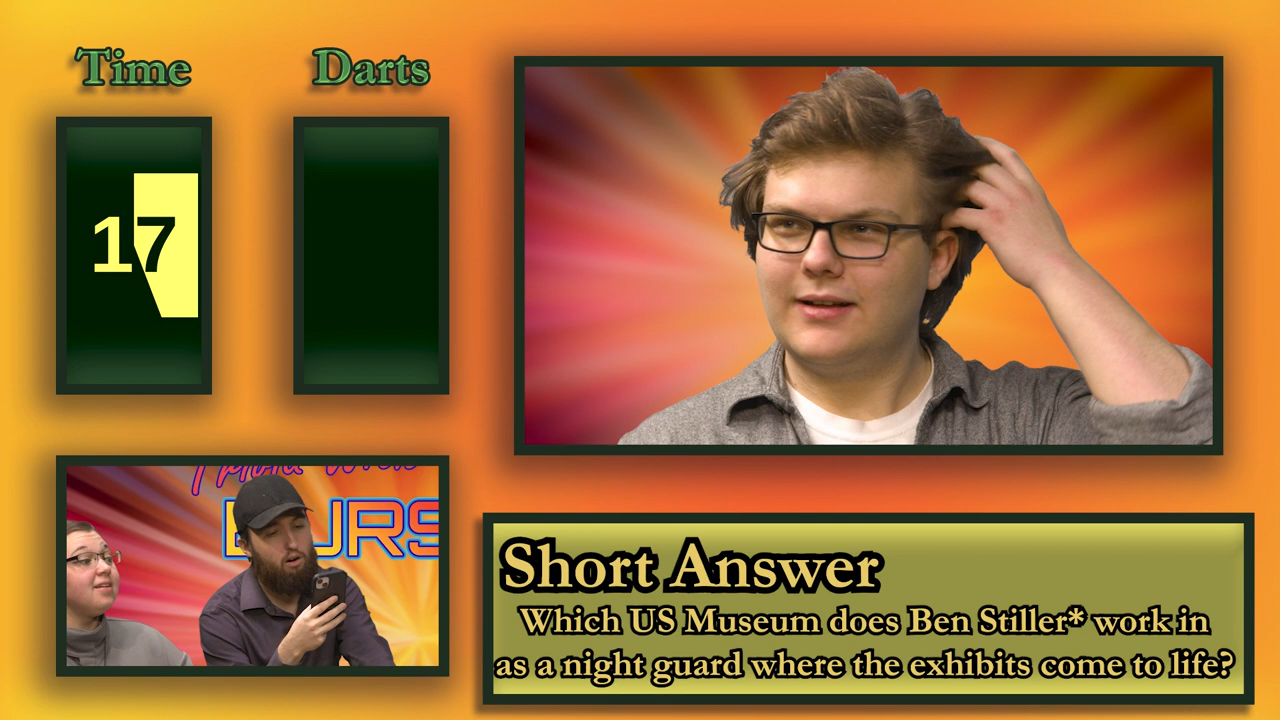 Time
Darts
17
Short Answer
Which US Museum does Ben Stiller* work in
as a night guard where the exhibits come to life?